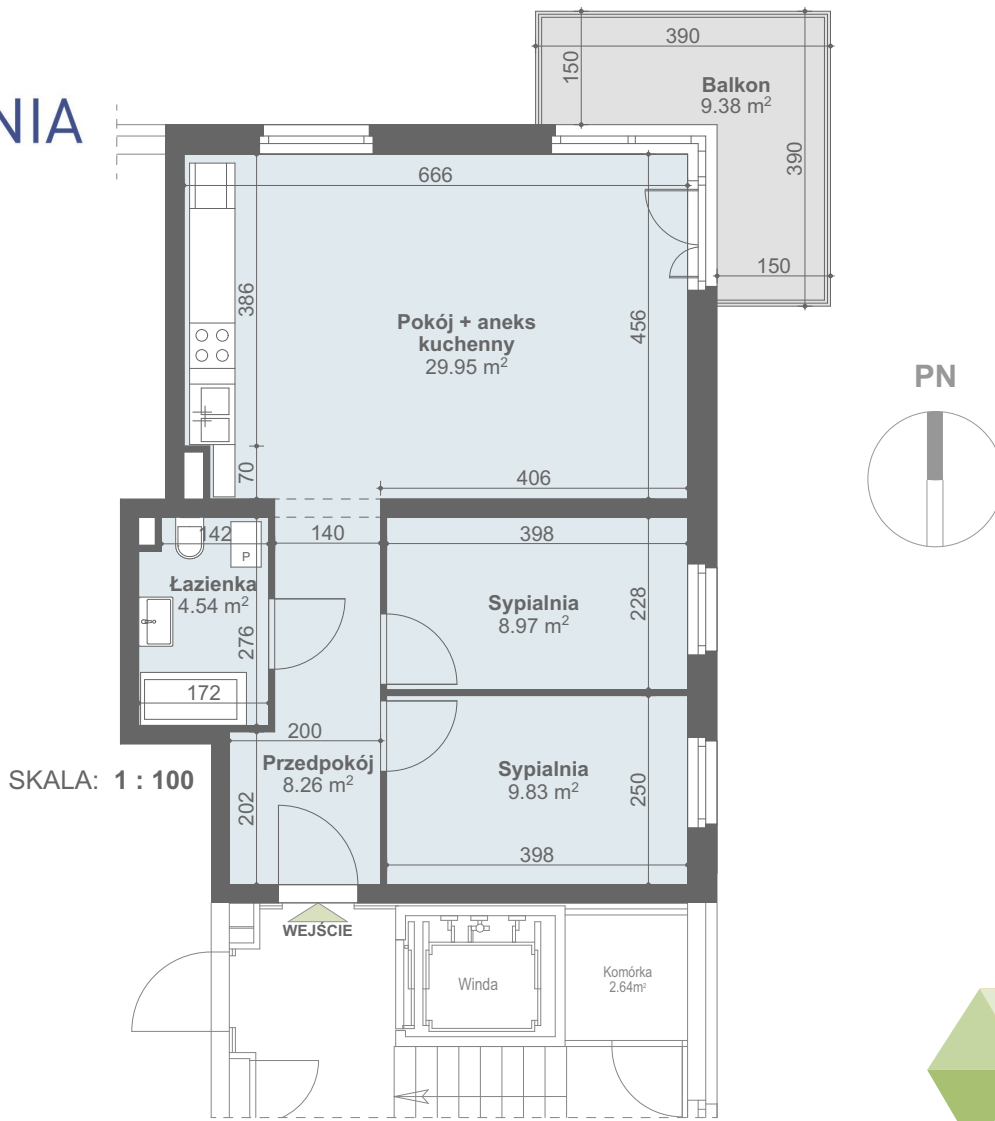 NIA
390
150
Balkon
9.38 m²
390
666
150
386
Pokój + aneks
kuchenny
29.95 m²
456
PN
70
406
142
140
398
P
Łazienka
4.54 m²
Sypialnia
8.97 m²
228
276
172
200
Przedpokój
8.26 m²
Sypialnia
9.83 m²
SKALA: 1 : 100
202
250
398
WEJŚCIE
Winda
Komórka
2.64m²